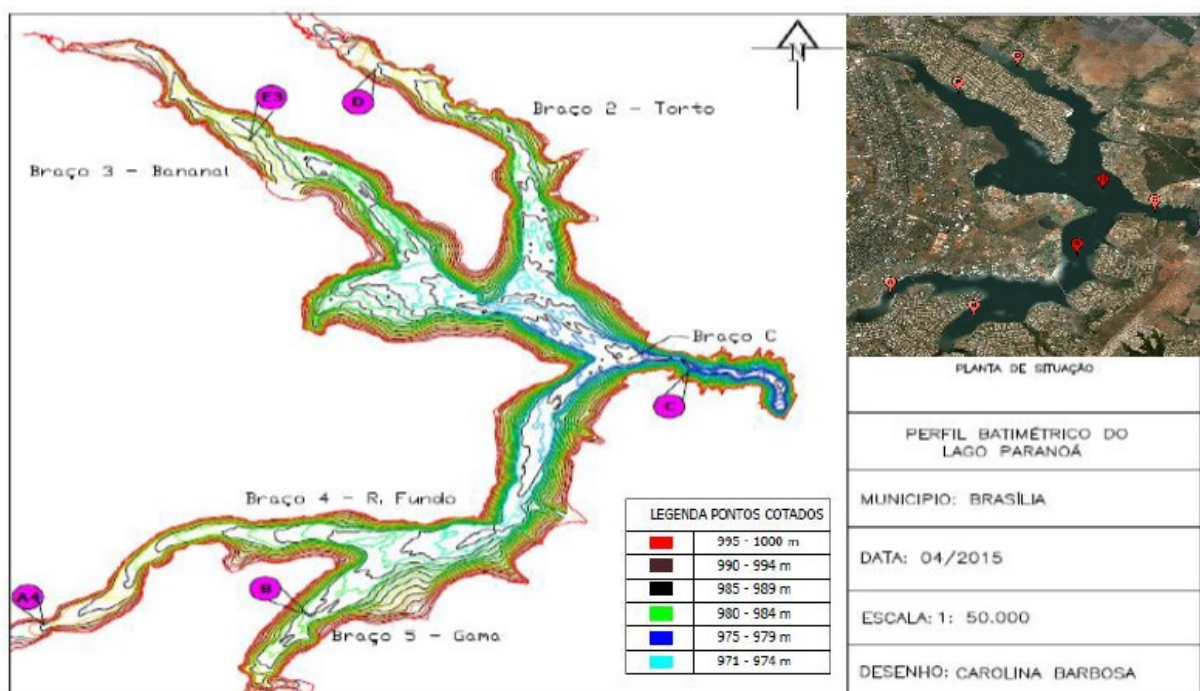 N
E3
D
Braço 2 - Torto
Braço 3 - Bananal
Braço C
C
Braço 4 - R. Fundo
B
A4
Braço 5 - Gama
LEGENDA PONTOS COTADOS
995 - 1000 m
990 - 994 m
985 - 989 m
980 - 984 m
975 - 979 m
971 - 974 m
PLANTA DE SITUAÇÃO
PERFIL BATIMÉTRICO DO
LAGO PARANOÁ
MUNICIPIO: BRASÍLIA
DATA: 04/2015
ESCALA: 1: 50.000
DESENHO: CAROLINA BARBOSA